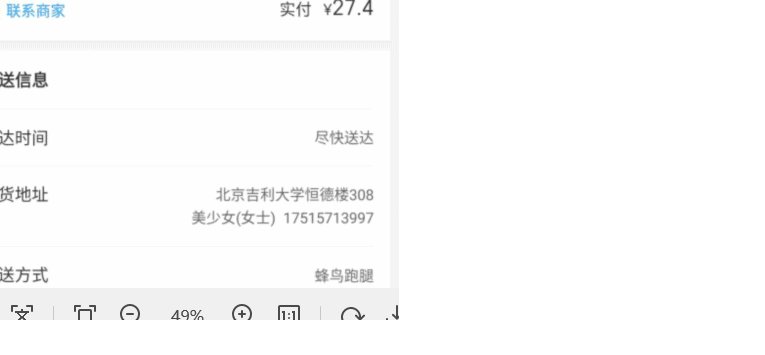 联系商家 实付 ¥27.4
送信息
达时间 尽快送达
货地址 北京吉利大学恒德楼308
美少女(女士) 17515713997
送方式 蜂鸟跑腿
49% 1:1